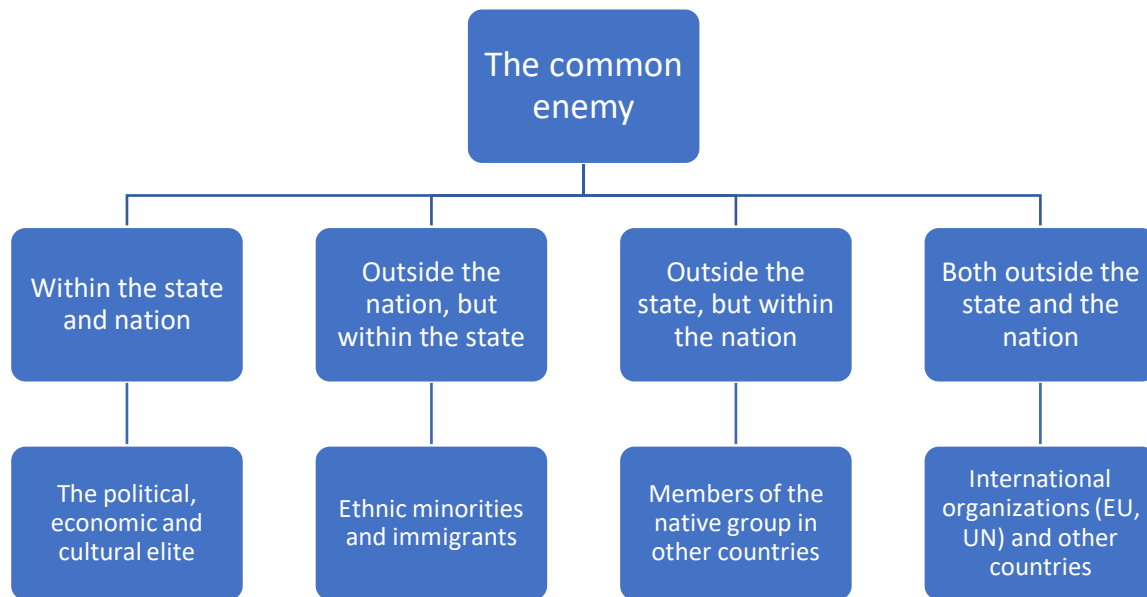 The common
enemy
Within the state
and nation
Outside the
nation, but
within the state
Outside the
state, but within
the nation
Both outside the
state and the
nation
The political,
economic and
cultural elite
Ethnic minorities
and immigrants
Members of the
native group in
other countries
International
organizations (EU,
UN) and other
countries